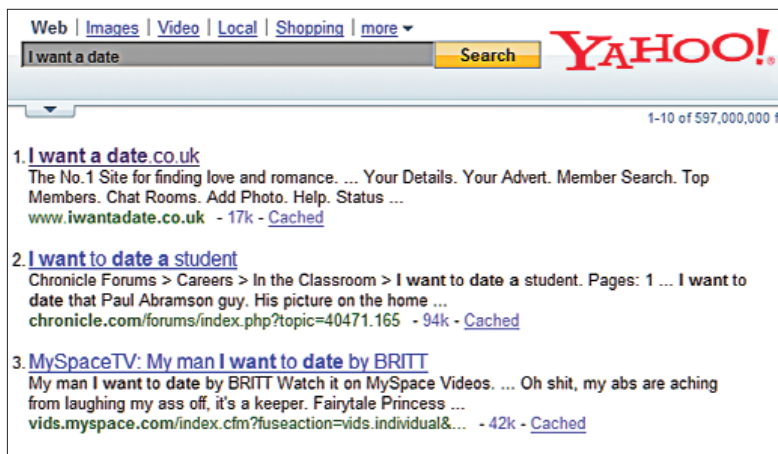 Web | Images | Video | Local | Shopping | more
I want a date Search YAHOO!
1-10 of 597,000,000 f
1. I want a date.co.uk
The No.1 Site for finding love and romance. ... Your Details. Your Advert. Member Search. Top
Members. Chat Rooms. Add Photo. Help. Status ...
www.iwantadate.co.uk - 17k - Cached
2. I want to date a student
Chronicle Forums > Careers > In the Classroom > I want to date a student. Pages: 1 ... I want to
date that Paul Abramson guy. His picture on the home ...
chronicle.com/forums/index.php?topic=40471.165 - 94k - Cached
3. MySpaceTV: My man I want to date by BRITT
My man I want to date by BRITT Watch it on MySpace Videos. ... Oh shit, my abs are aching
from laughing my ass off, it's a keeper. Fairytale Princess ...
vids.myspace.com/index.cfm?fuseaction=vids.individual&... - 42k - Cached